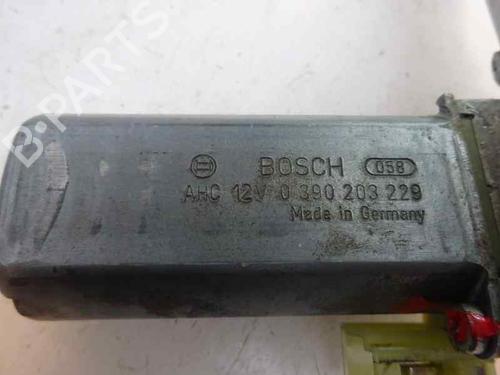 BOSCH 058
AHC 12V 0 390 203 229
Made in Germany
B-PARTS